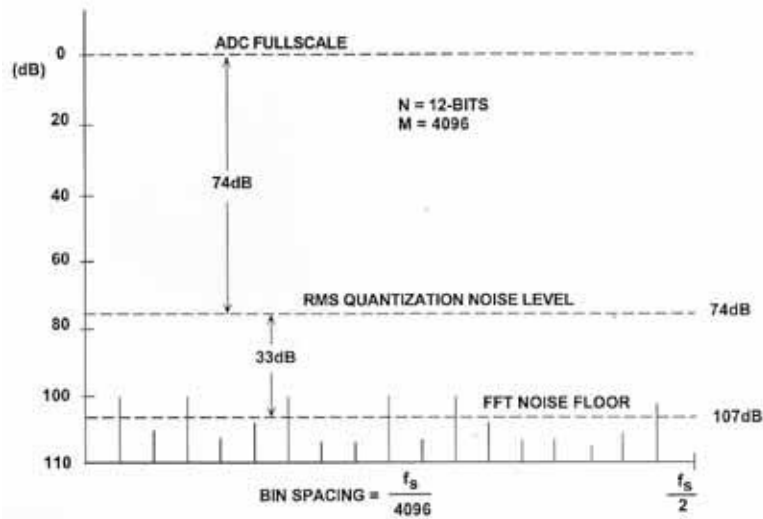 ADC FULLSCALE
0
(dB)
N = 12-BITS
M = 4096
20
74dB
40
60
RMS QUANTIZATION NOISE LEVEL
74dB
80
33dB
100
FFT NOISE FLOOR
107dB
110
BIN SPACING = fs
4096
fs
2